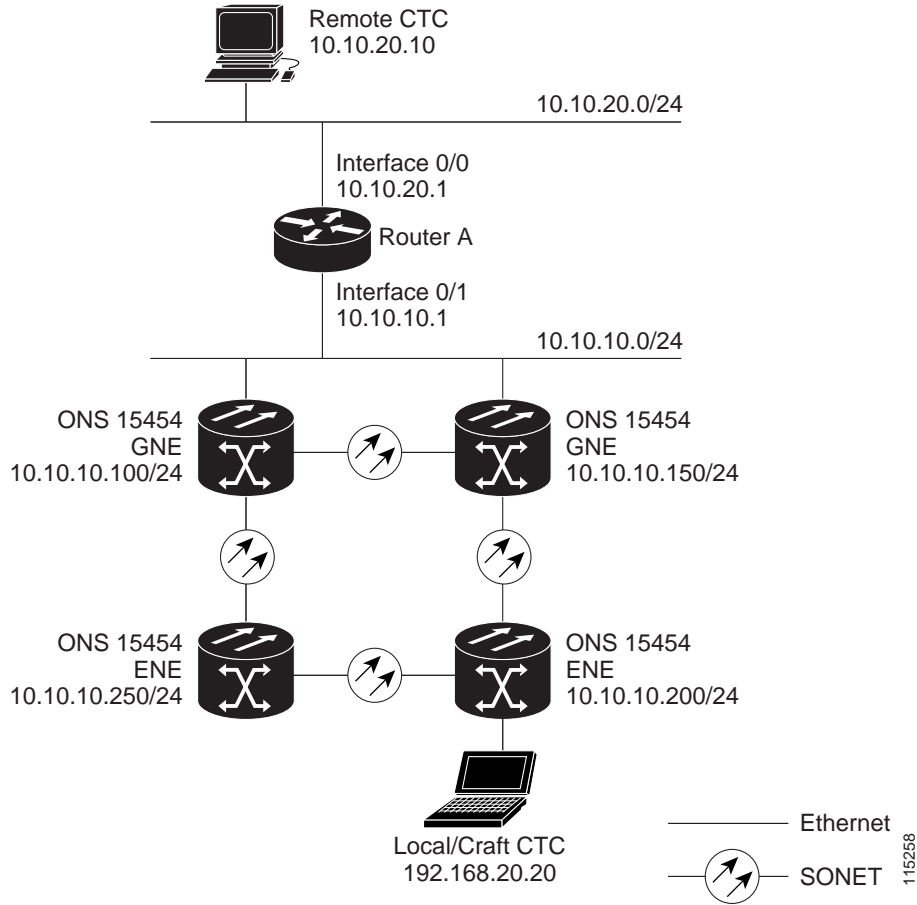 Remote CTC
10.10.20.10
10.10.20.0/24
Interface 0/0
10.10.20.1
Router A
Interface 0/1
10.10.10.1
10.10.10.0/24
ONS 15454
GNE
10.10.10.100/24
ONS 15454
GNE
10.10.10.150/24
ONS 15454
ENE
10.10.10.250/24
ONS 15454
ENE
10.10.10.200/24
Local/Craft CTC
192.168.20.20
Ethernet
SONET
115258